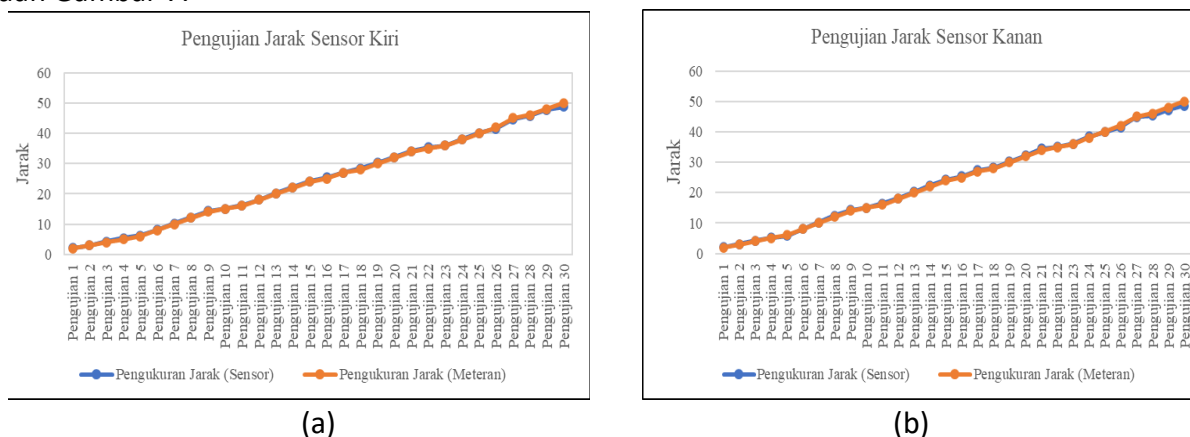 Pengujian Jarak Sensor Kiri
60
50
40
30
20
10
0
Jarak
Pengujian 1
Pengujian 2
Pengujian 3
Pengujian 4
Pengujian 5
Pengujian 6
Pengujian 7
Pengujian 8
Pengujian 9
Pengujian 10
Pengujian 11
Pengujian 12
Pengujian 13
Pengujian 14
Pengujian 15
Pengujian 16
Pengujian 17
Pengujian 18
Pengujian 19
Pengujian 20
Pengujian 21
Pengujian 22
Pengujian 23
Pengujian 24
Pengujian 25
Pengujian 26
Pengujian 27
Pengujian 28
Pengujian 29
Pengujian 30
Pengukuran Jarak (Sensor) Pengukuran Jarak (Meteran)
(a)
Pengujian Jarak Sensor Kanan
60
50
40
30
20
10
0
Jarak
Pengujian 1
Pengujian 2
Pengujian 3
Pengujian 4
Pengujian 5
Pengujian 6
Pengujian 7
Pengujian 8
Pengujian 9
Pengujian 10
Pengujian 11
Pengujian 12
Pengujian 13
Pengujian 14
Pengujian 15
Pengujian 16
Pengujian 17
Pengujian 18
Pengujian 19
Pengujian 20
Pengujian 21
Pengujian 22
Pengujian 23
Pengujian 24
Pengujian 25
Pengujian 26
Pengujian 27
Pengujian 28
Pengujian 29
Pengujian 30
Pengukuran Jarak (Sensor) Pengukuran Jarak (Meteran)
(b)